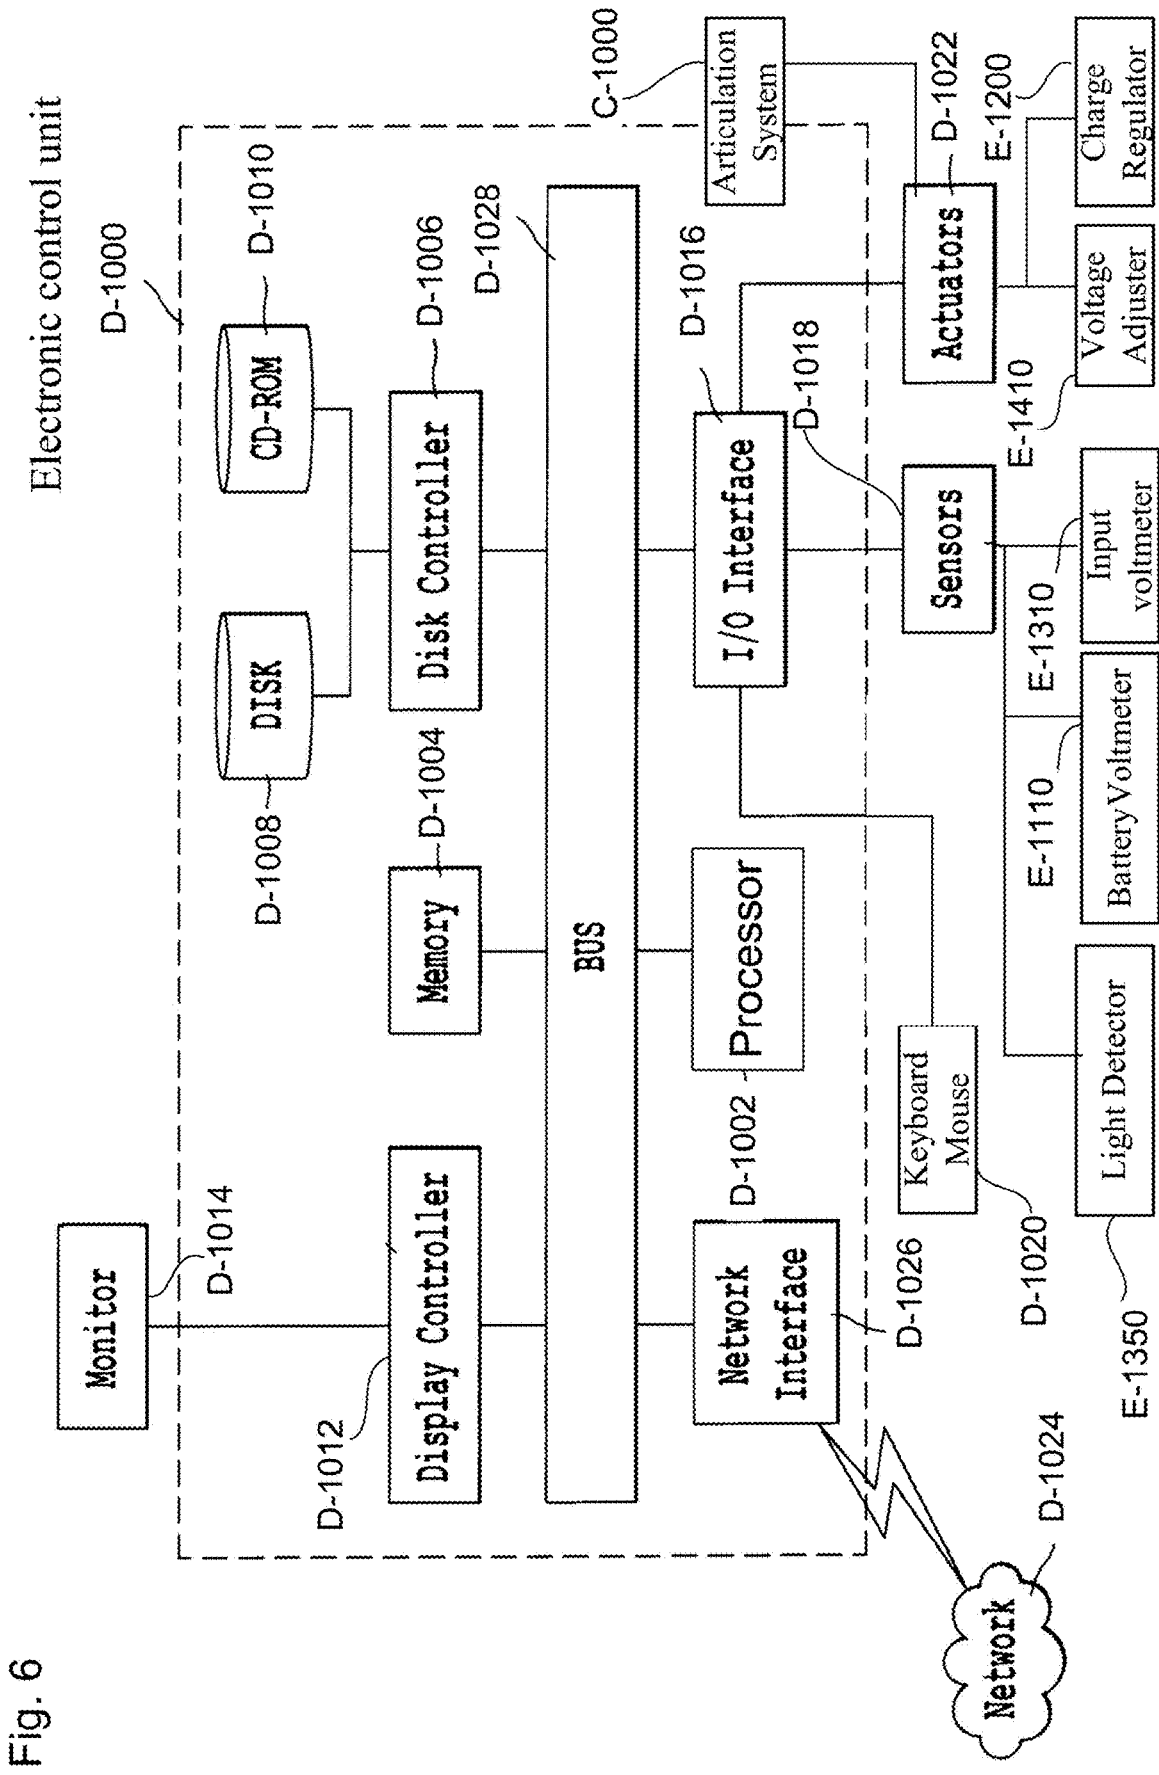 Fig. 6
Electronic control unit
Monitor
D-1014
D-1000
DISK
D-1008
CD-ROM
D-1010
D-1012
Display Controller
Memory
D-1004
Disk Controller
D-1006
BUS
D-1028
Network
Interface
D-1026
Processor
D-1002
I/O Interface
D-1016
D-1018
Articulation
System
C-1000
Keyboard
Mouse
D-1020
Sensors
Actuators
D-1022
Network
D-1024
Light Detector
E-1350
BatteryVoltmeter
E-1110
Input
voltmeter
E-1310
Voltage
Adjuster
E-1410
Charge
Regulator
E-1200